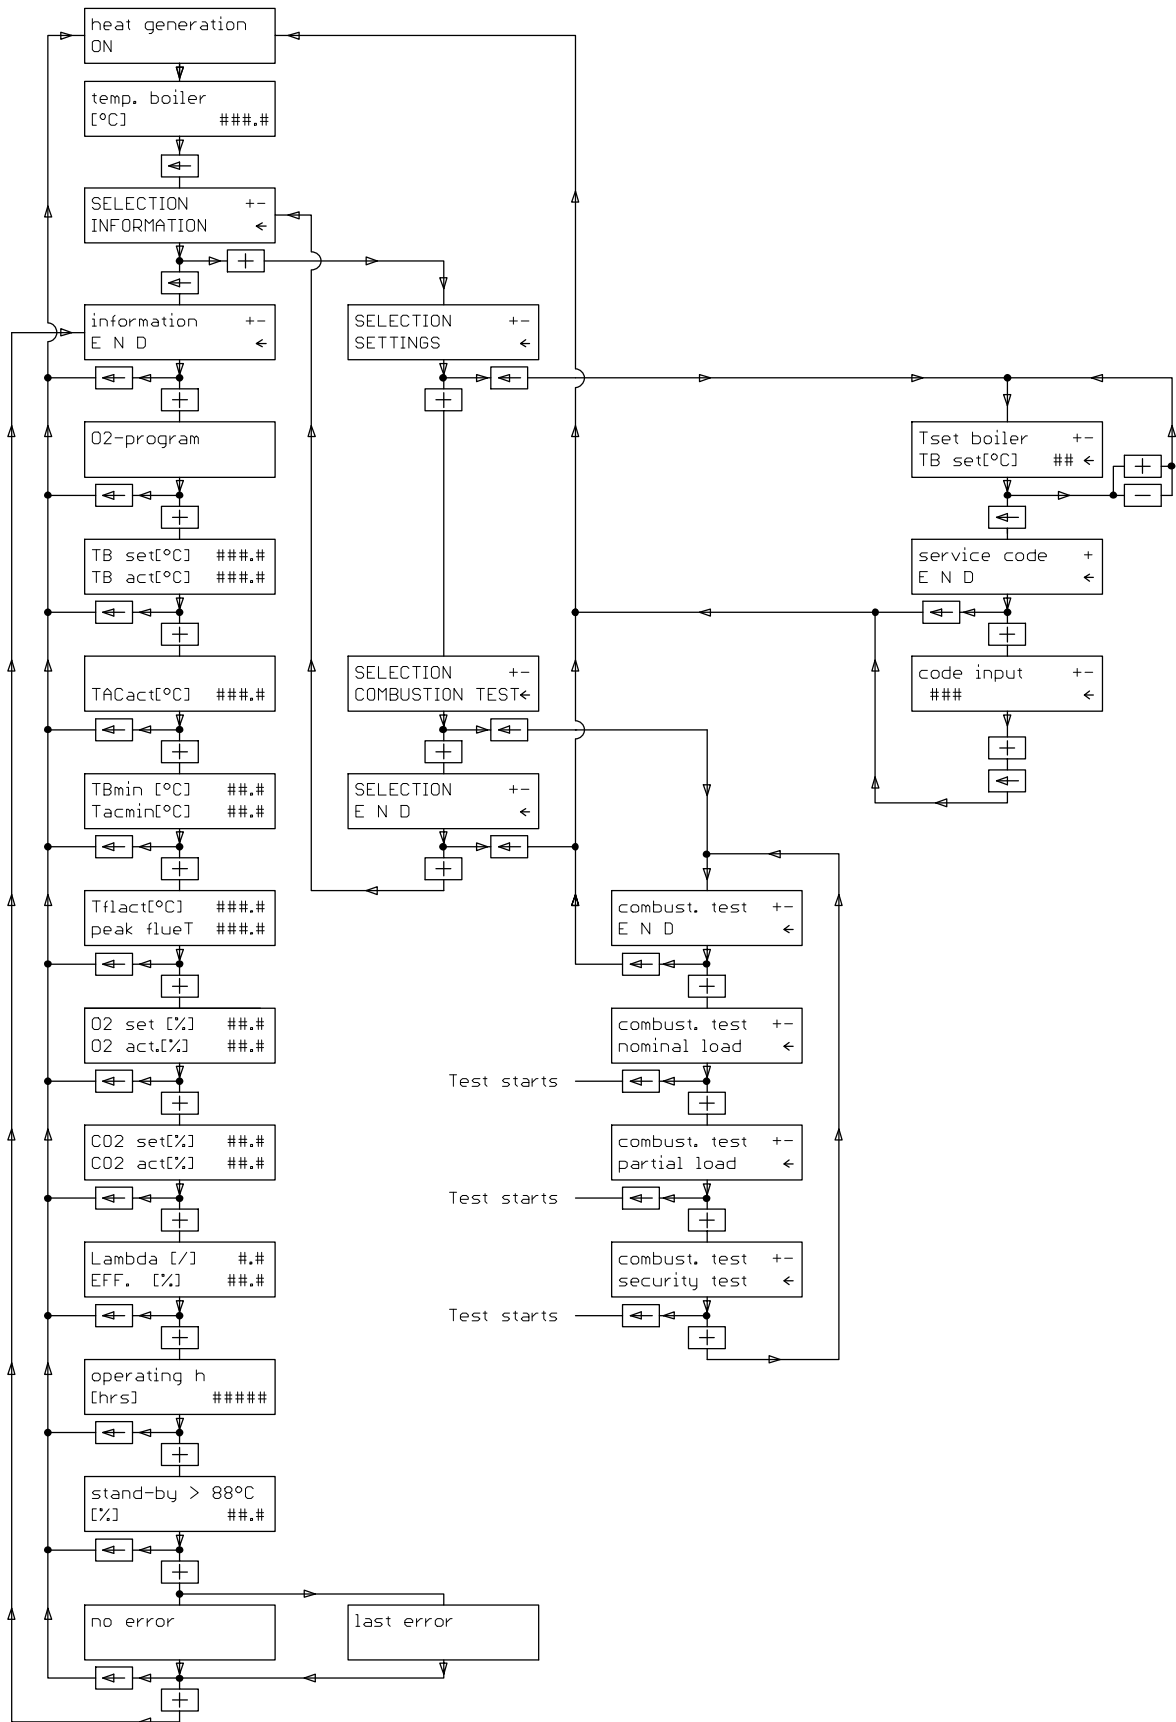 heat generation
ON
temp. boiler
[°C] ###.#
←
SELECTION +-
INFORMATION ←
+
←
information +-
E N D ←
SELECTION +-
SETTINGS ←
←
+
←
+
O2-program
Tset boiler +-
TB set[°C] ## ←
+
-
←
+
←
TB set[°C] ###.#
TB act[°C] ###.#
service code +
E N D ←
←
+
←
+
TACact[°C] ###.#
SELECTION +-
COMBUSTION TEST←
code input +-
### ←
←
+
←
+
+
←
TBmin [°C] ##.#
Tacmin[°C] ##.#
SELECTION +-
E N D ←
←
+
←
+
Tflact[°C] ###.#
peak flueT ###.#
combust. test +-
E N D ←
←
+
←
+
O2 set [%] ##.#
O2 act.[%] ##.#
combust. test +-
nominal load ←
←
+
Test starts ←
+
CO2 set[%] ##.#
CO2 act[%] ##.#
combust. test +-
partial load ←
←
+
Test starts ←
+
Lambda [/] #.#
EFF. [%] ##.#
combust. test +-
security test ←
←
+
Test starts ←
+
operating h
[hrs] #####
←
+
stand-by > 88°C
[%] ##.#
←
+
no error
last error
←
+